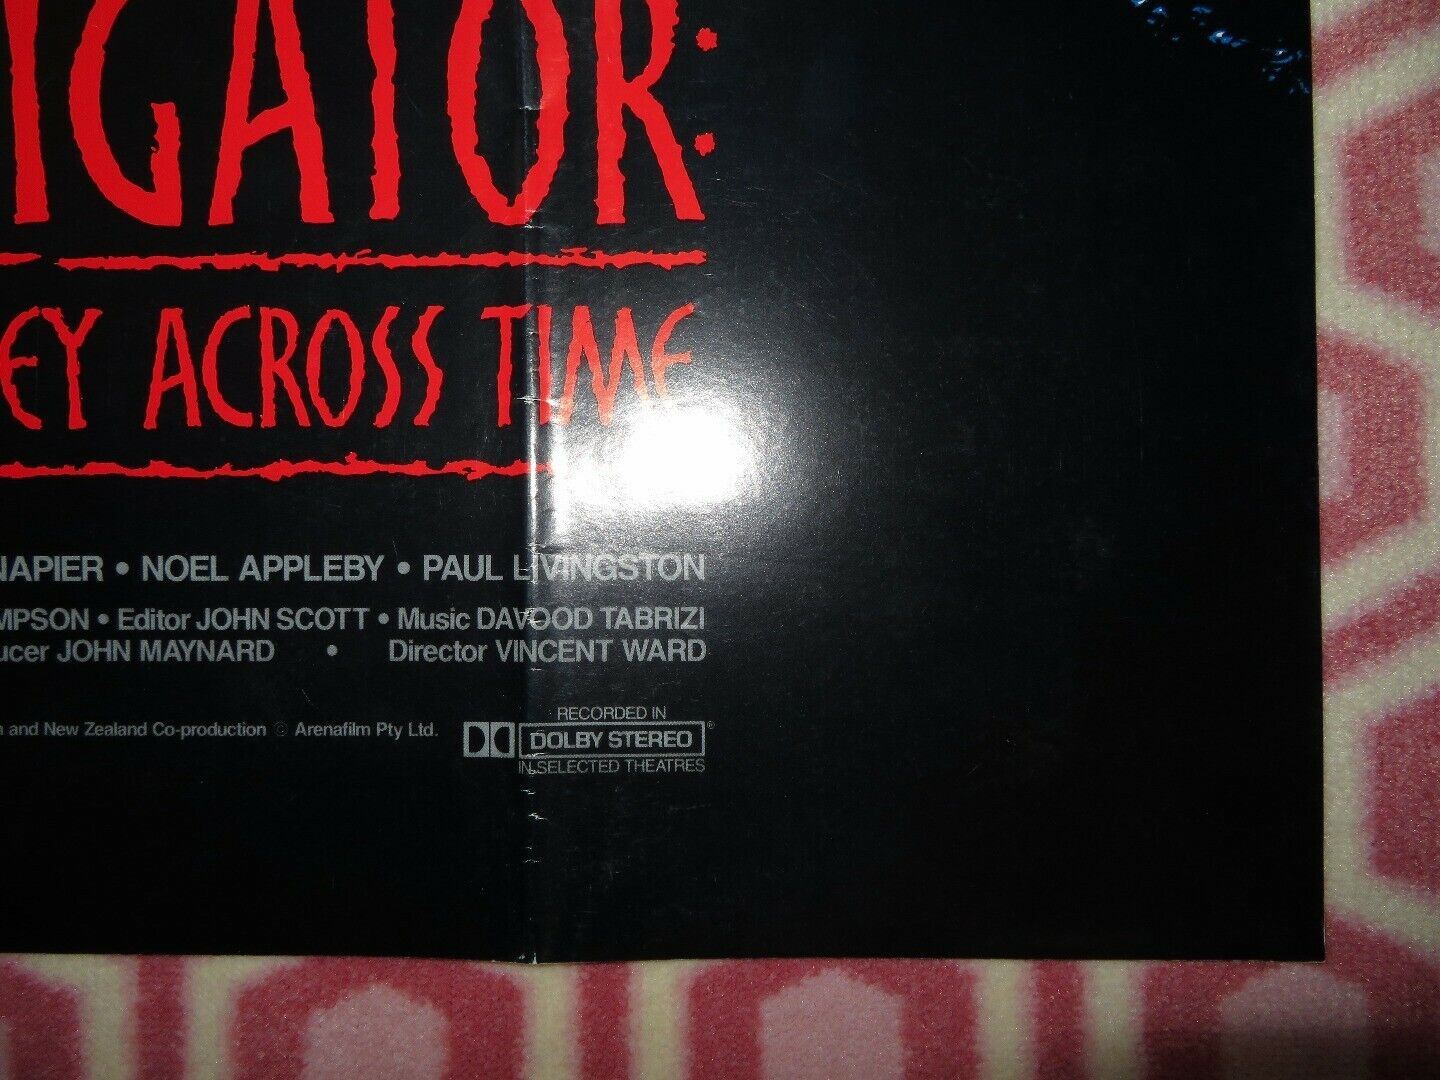 IGATOR:
EY ACROSS TIME
NAPIER • NOEL APPLEBY • PAUL LIVINGSTON
MPSON • Editor JOHN SCOTT • Music DAVOOD TABRIZI
ucer JOHN MAYNARD • Director VINCENT WARD
n and New Zealand Co-production © Arenafilm Pty Ltd.
RECORDED IN
DOLBY STEREO®
IN SELECTED THEATRES